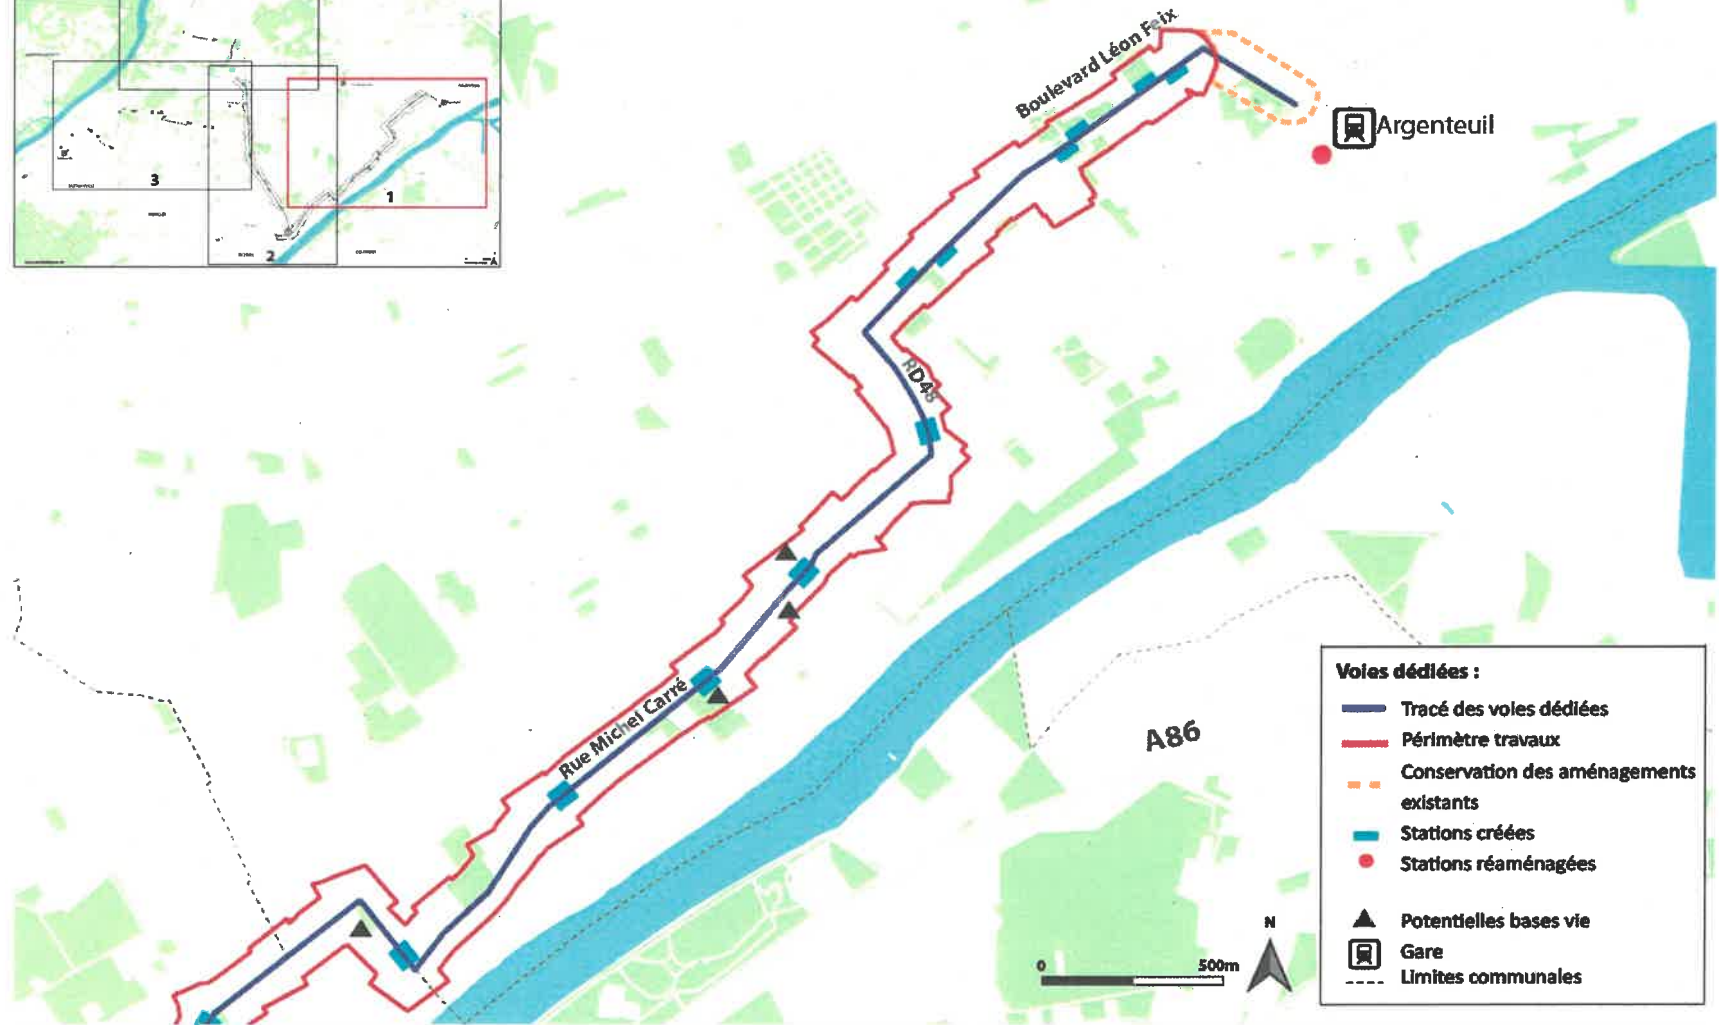 3
1
2
Boulevard Léon Feix
Argenteuil
RD48
Rue Michel Carré
A86
Voies dédiées :
Tracé des voies dédiées
Périmètre travaux
Conservation des aménagements
existants
Stations créées
Stations réaménagées
Potentielles bases vie
Gare
Limites communales
N
0
500m